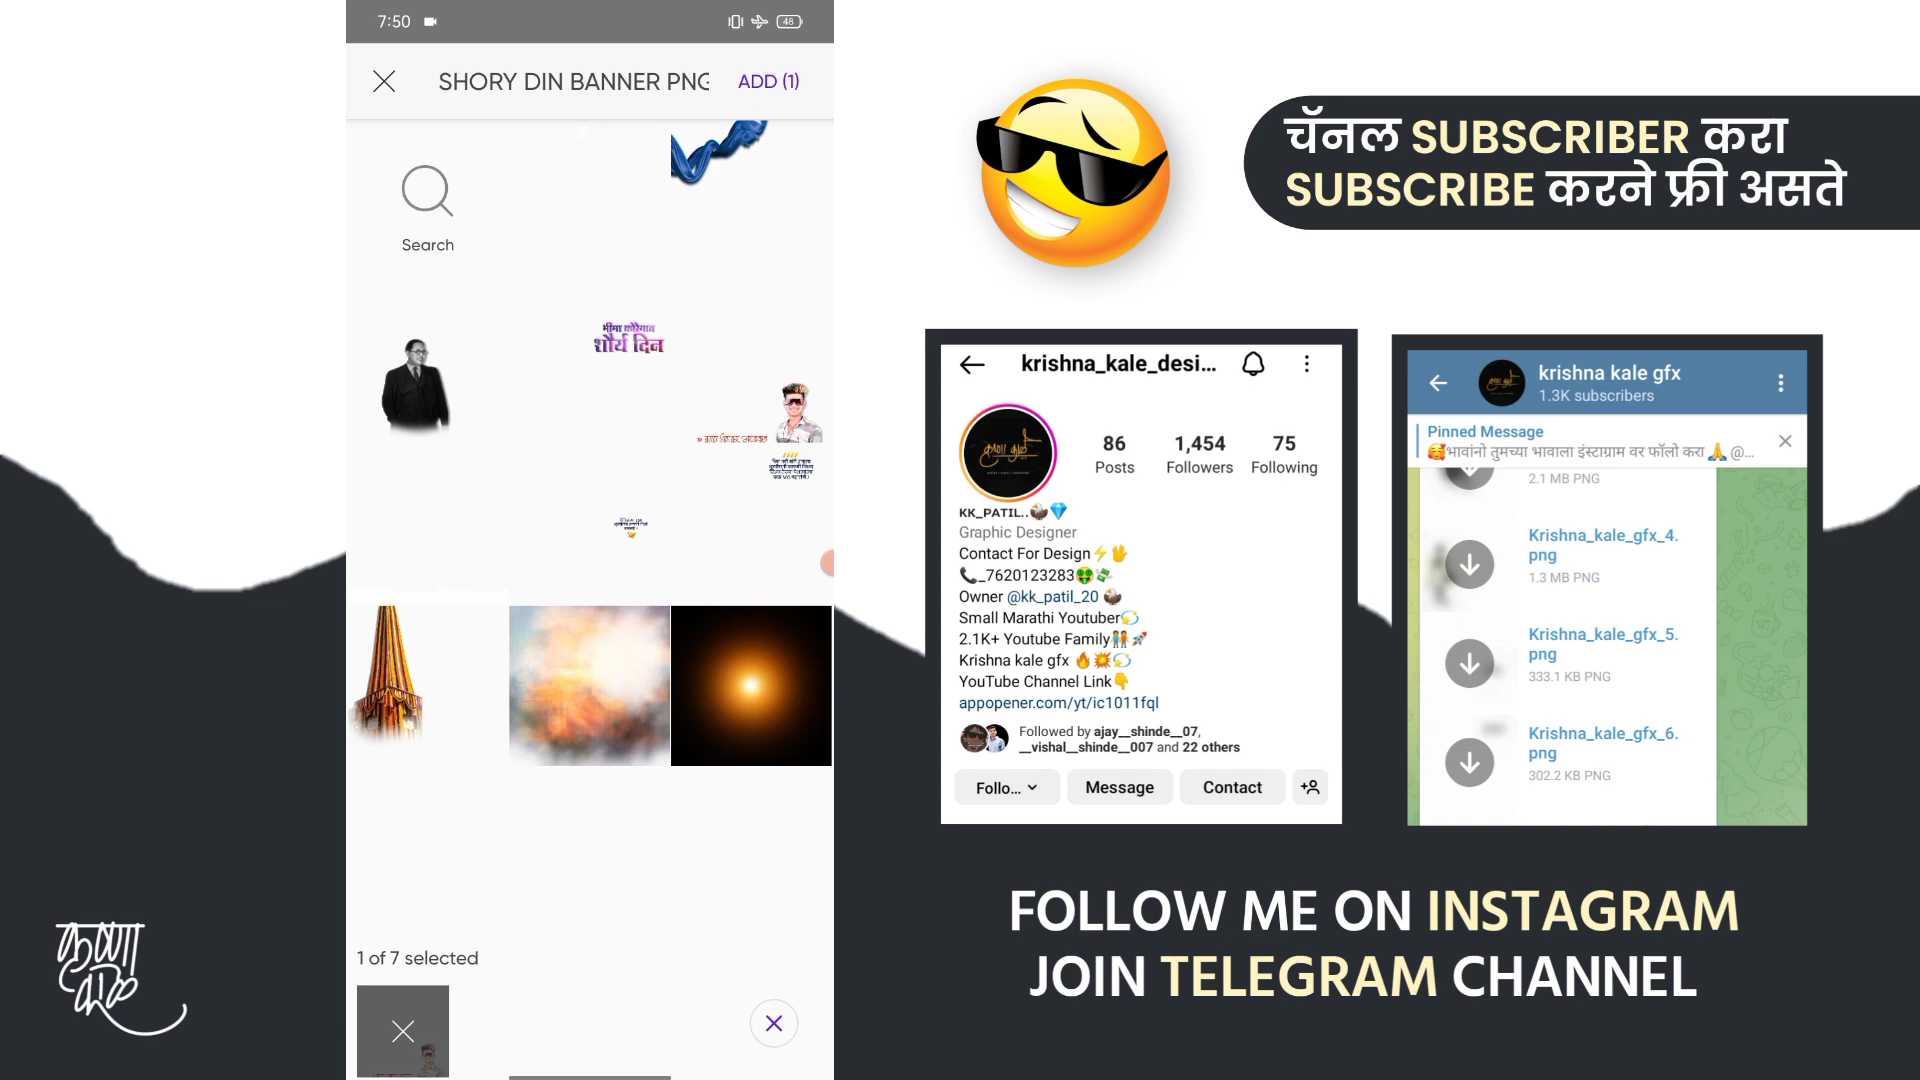 7:50
48
SHORY DIN BANNER PNG
ADD (1)
Search
भीमा कोरेगाव
शौर्य दिन
1 of 7 selected
कृष्णा
काळे
चॅनल SUBSCRIBER करा
SUBSCRIBE करने फ्री असते
krishna_kale_desi...
कृष्णा काळे
86
Posts
1,454
Followers
75
Following
KK_PATIL..🪨💎
Graphic Designer
Contact For Design⚡🖖
📞_7620123283🤑💸
Owner @kk_patil_20
Small Marathi Youtuber💫
2.1K+ Youtube Family🧑‍🤝‍🧑🚀
Krishna kale gfx 🔥💥💫
YouTube Channel Link👇
appopener.com/yt/ic1011fql
Followed by ajay__shinde__07,
__vishal__shinde__007 and 22 others
Follo...
Message
Contact
krishna kale gfx
1.3K subscribers
Pinned Message
🥰भावांनो तुमच्या भावाला इंस्टाग्राम वर फॉलो करा🙏 @...
2.1 MB PNG
Krishna_kale_gfx_4.
png
1.3 MB PNG
Krishna_kale_gfx_5.
png
333.1 KB PNG
Krishna_kale_gfx_6.
png
302.2 KB PNG
FOLLOW ME ON INSTAGRAM
JOIN TELEGRAM CHANNEL